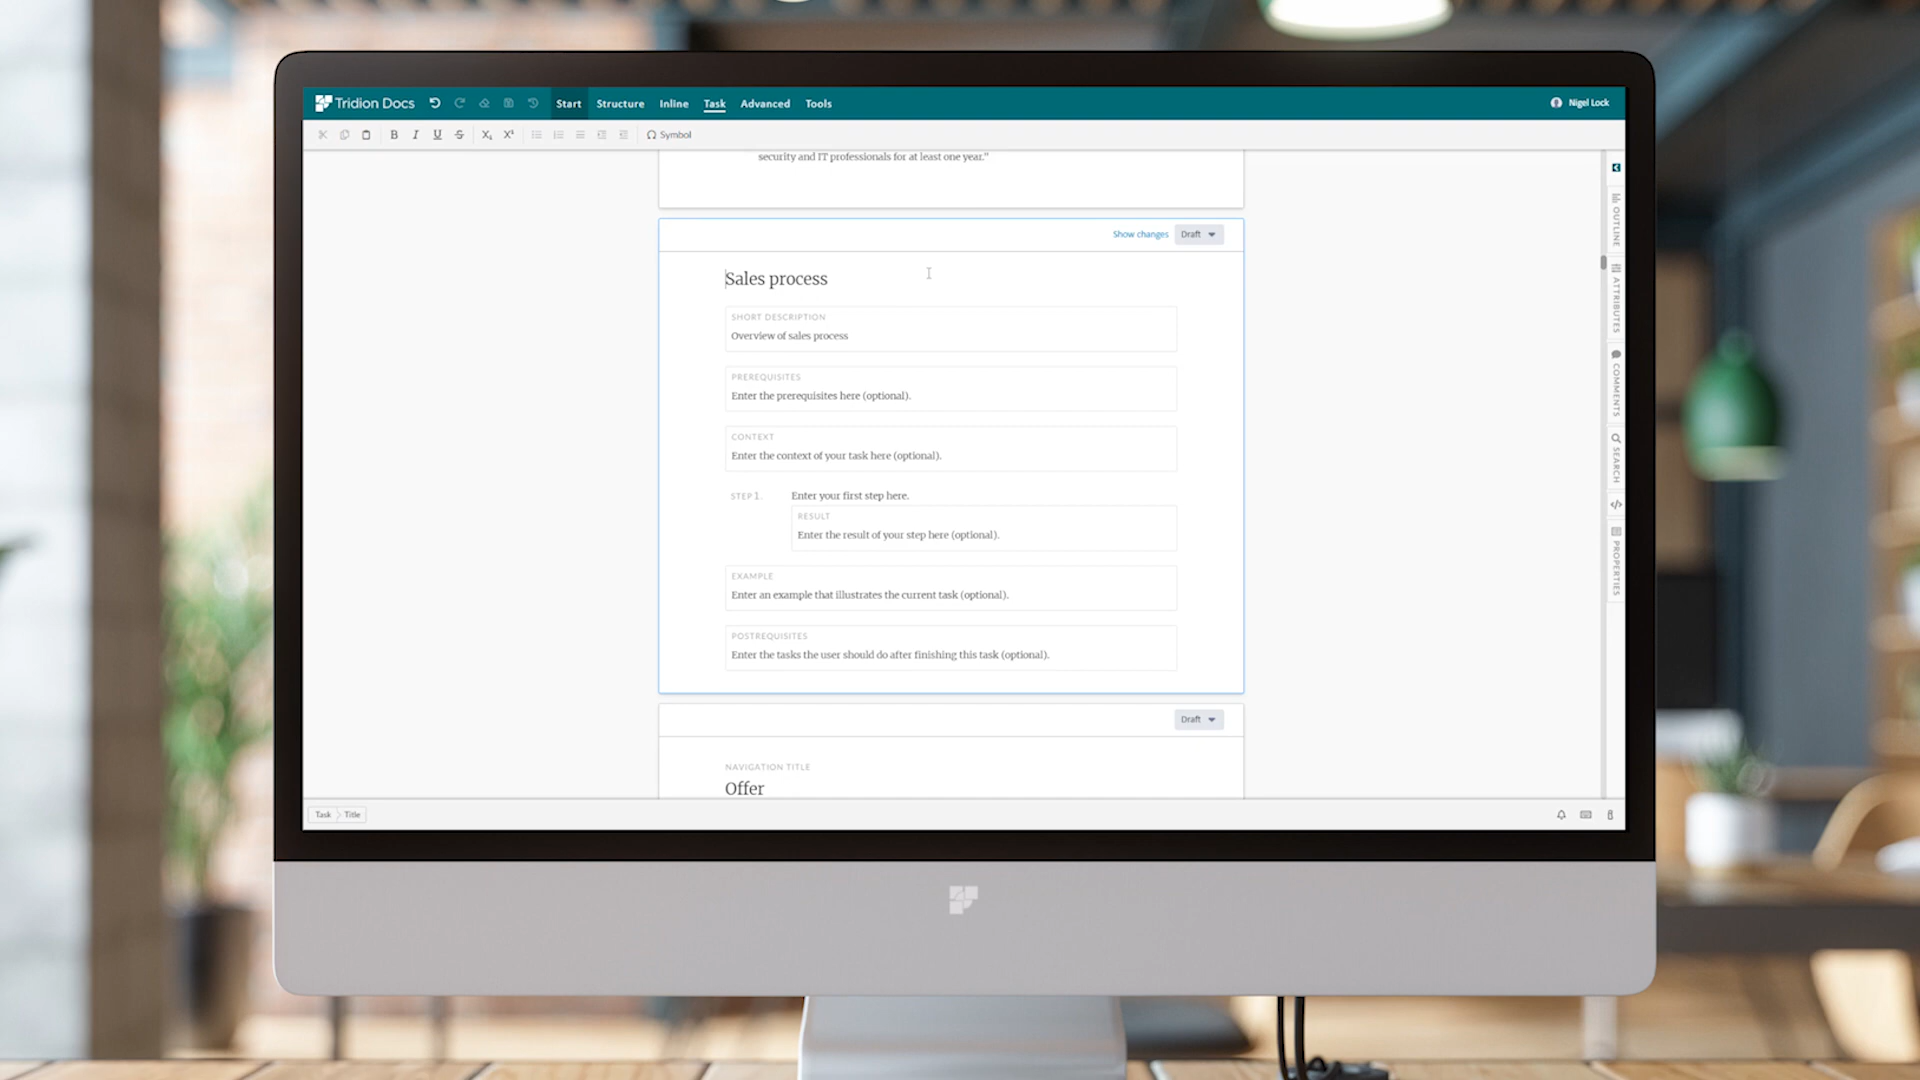 Tridion Docs Start Structure Inline Task Advanced Tools Nigel Lock
B I U S X₁ X¹ Symbol
security and IT professionals for at least one year.”
Show changes Draft
Sales process
SHORT DESCRIPTION
Overview of sales process
PREREQUISITES
Enter the prerequisites here (optional).
CONTEXT
Enter the context of your task here (optional).
STEP 1. Enter your first step here.
RESULT
Enter the result of your step here (optional).
EXAMPLE
Enter an example that illustrates the current task (optional).
POSTREQUISITES
Enter the tasks the user should do after finishing this task (optional).
Draft
NAVIGATION TITLE
Offer
OUTLINE
ATTRIBUTES
COMMENTS
SEARCH
PROPERTIES
Task Title